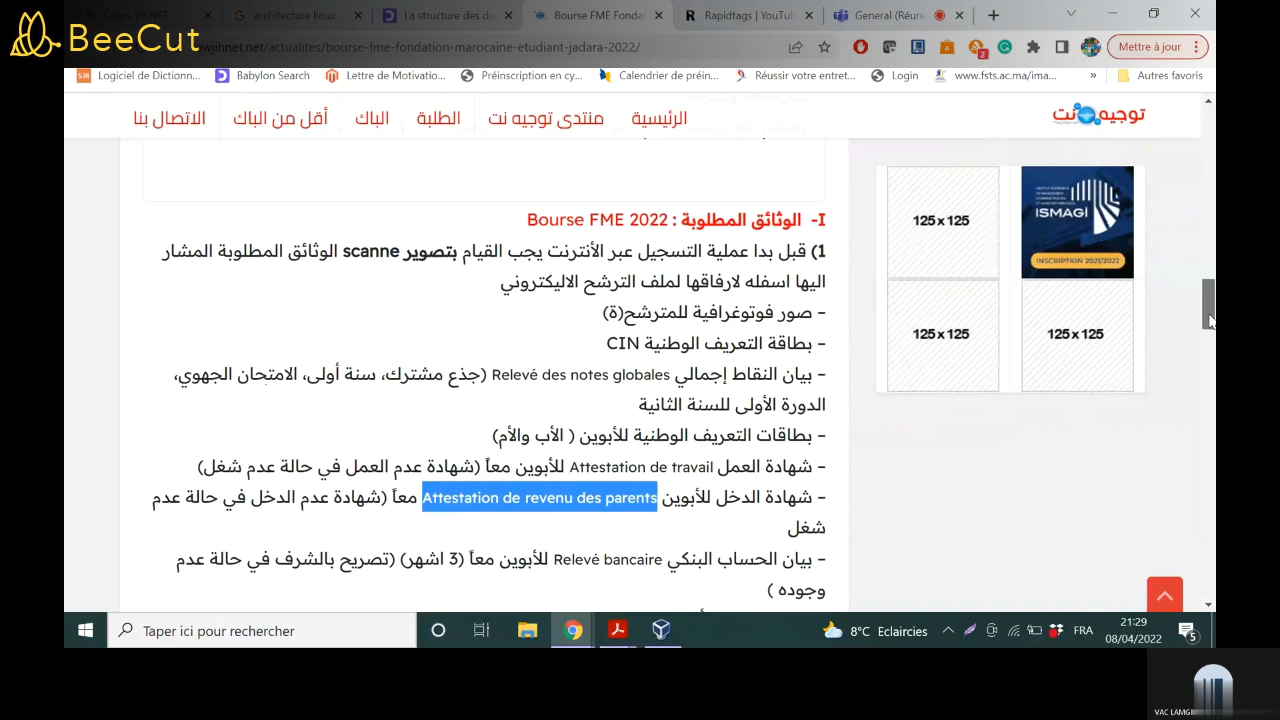 BeeCut
Cours VB.NET
architecture linux
La structure des do
Bourse FME Fondat
Rapidtags | YouTub
General (Réuni
wjihnet.net/actualites/bourse-fme-fondation-marocaine-etudiant-jadara-2022/
Mettre à jour
Logiciel de Dictionn...
Babylon Search
Lettre de Motivatio...
Préinscription en cy...
Calendrier de préin...
Réussir votre entret...
Login
www.fsts.ac.ma/ima...
»
Autres favoris
توجيه نت
الرئيسية
منتدى توجيه نت
الطلبة
الباك
أقل من الباك
الاتصال بنا
I- الوثائق المطلوبة : Bourse FME 2022
1) قبل بدا عملية التسجيل عبر الأنترنت يجب القيام بتصوير scanne الوثائق المطلوبة المشار
اليها اسفله لارفاقها لملف الترشح الاليكتروني
– صور فوتوغرافية للمترشح(ة)
– بطاقة التعريف الوطنية CIN
– بيان النقاط إجمالي Relevé des notes globales (جذع مشترك، سنة أولى، الامتحان الجهوي،
الدورة الأولى للسنة الثانية
– بطاقات التعريف الوطنية للأبوين ( الأب والأم)
– شهادة العمل Attestation de travail للأبوين معاً (شهادة عدم العمل في حالة عدم شغل)
– شهادة الدخل للأبوين Attestation de revenu des parents معاً (شهادة عدم الدخل في حالة عدم
شغل
– بيان الحساب البنكي Relevé bancaire للأبوين معاً (3 اشهر) (تصريح بالشرف في حالة عدم
وجوده )
125 x 125
ISMAGI
INSCRIPTION 2021/2022
125 x 125
125 x 125
Taper ici pour rechercher
8°C Eclaircies
FRA
21:29
08/04/2022
5
2
VAC LAMGH